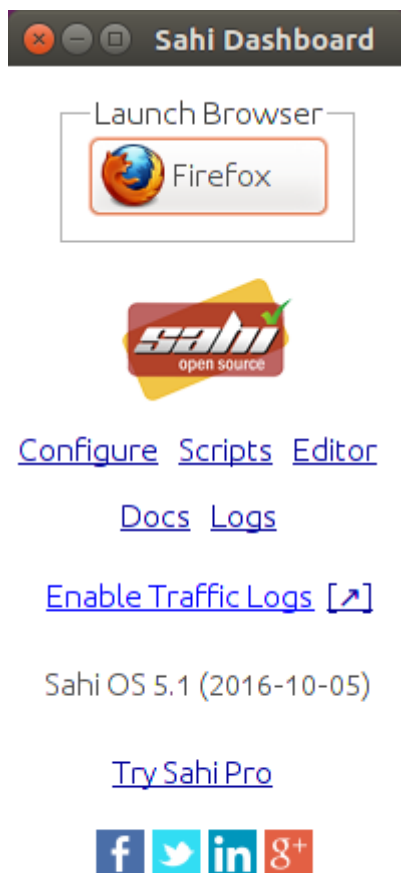 Sahi Dashboard
Launch Browser
Firefox
sahi
open source
Configure Scripts Editor
Docs Logs
Enable Traffic Logs [↗]
Sahi OS 5.1 (2016-10-05)
Try Sahi Pro
f in g+